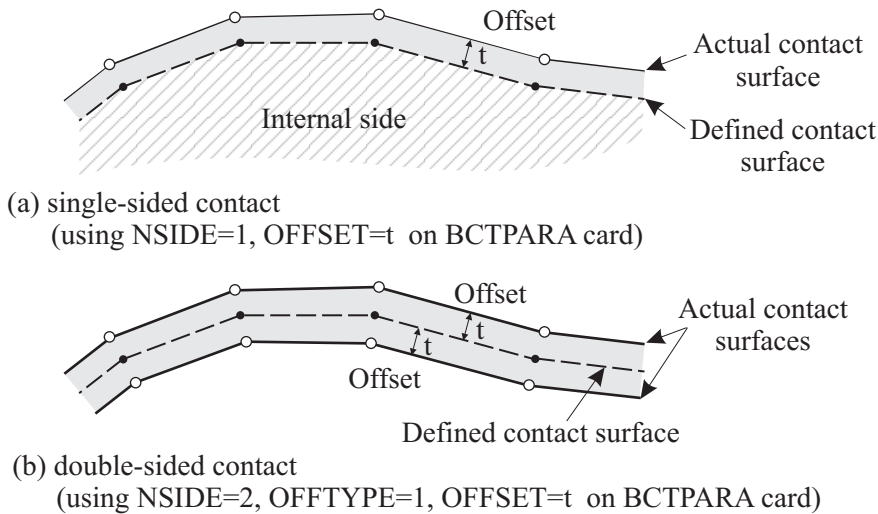 Offset
t
Actual contact
surface
Internal side
Defined contact
surface
(a) single-sided contact
(using NSIDE=1, OFFSET=t on BCTPARA card)
Offset
t
Actual contact
surfaces
t
Offset
Defined contact surface
(b) double-sided contact
(using NSIDE=2, OFFTYPE=1, OFFSET=t on BCTPARA card)